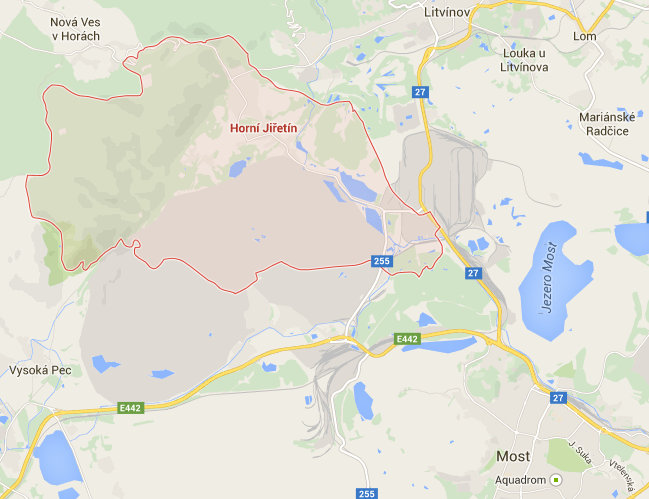 Litvínov
Nová Ves
v Horách
Lom
Louka u
Litvínova
27
Mariánské
Radčice
Horní Jiřetín
255
27
Jezero Most
E442
Vysoká Pec
E442
27
Most
J. Suka
Vtelenská
Aquadrom
255